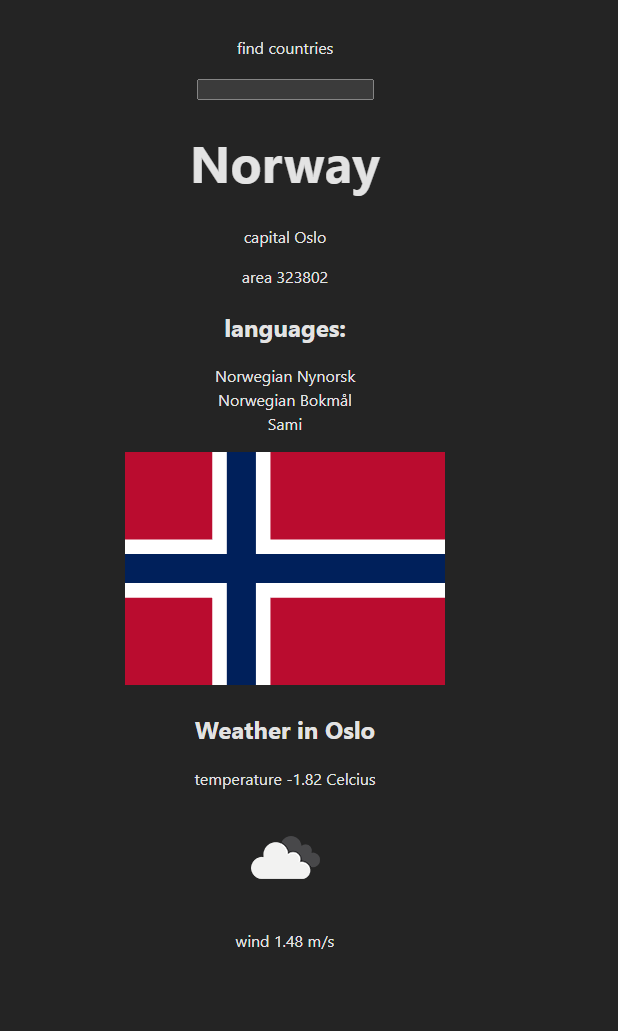 find countries
Norway
capital Oslo
area 323802
languages:
Norwegian Nynorsk
Norwegian Bokmål
Sami
Weather in Oslo
temperature -1.82 Celcius
wind 1.48 m/s